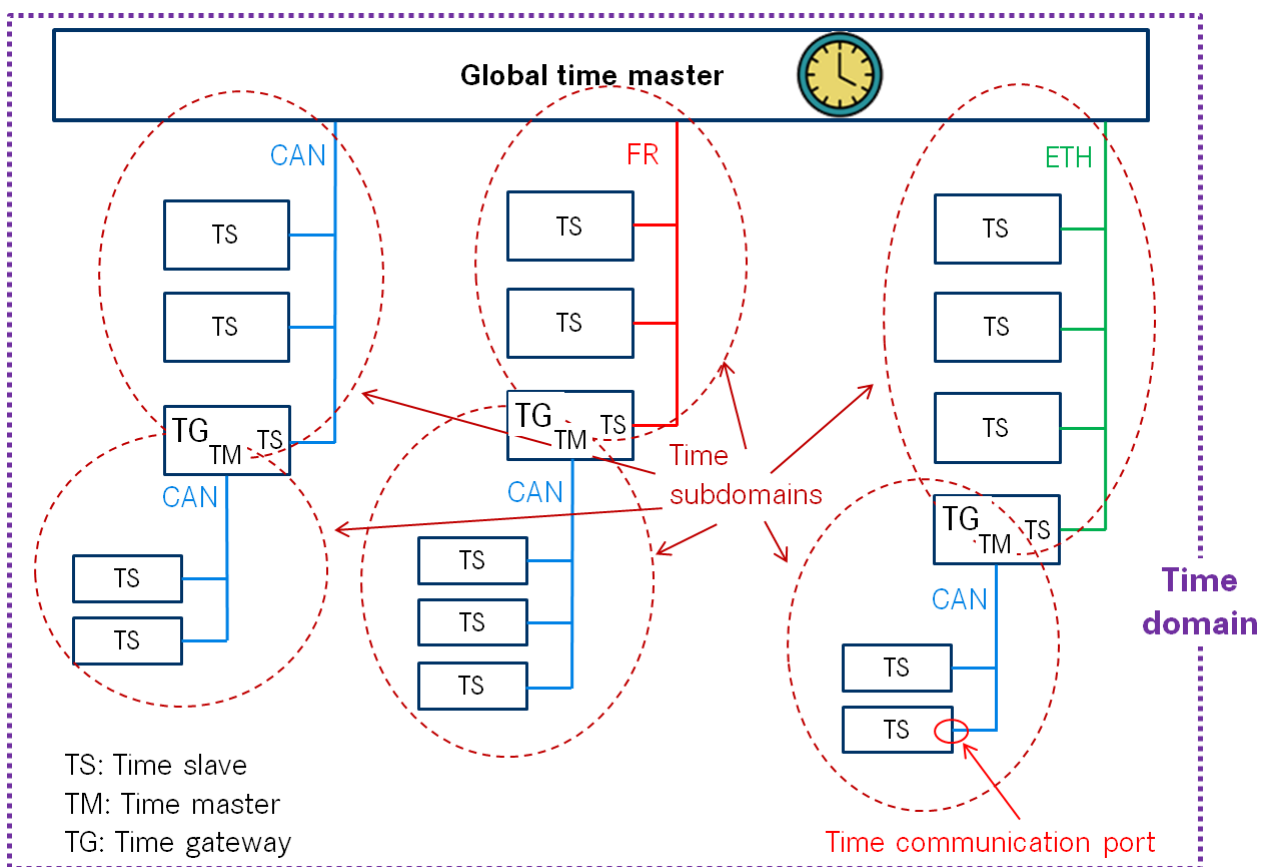 Global time master
CAN
FR
ETH
TS
TS
TS
TS
TS
TS
TS
TG
TM
TS
TG
TM
TS
TG
TM
TS
Time
subdomains
CAN
CAN
CAN
TS
TS
TS
TS
TS
TS
TS
Time
domain
TS: Time slave
TM: Time master
TG: Time gateway
Time communication port